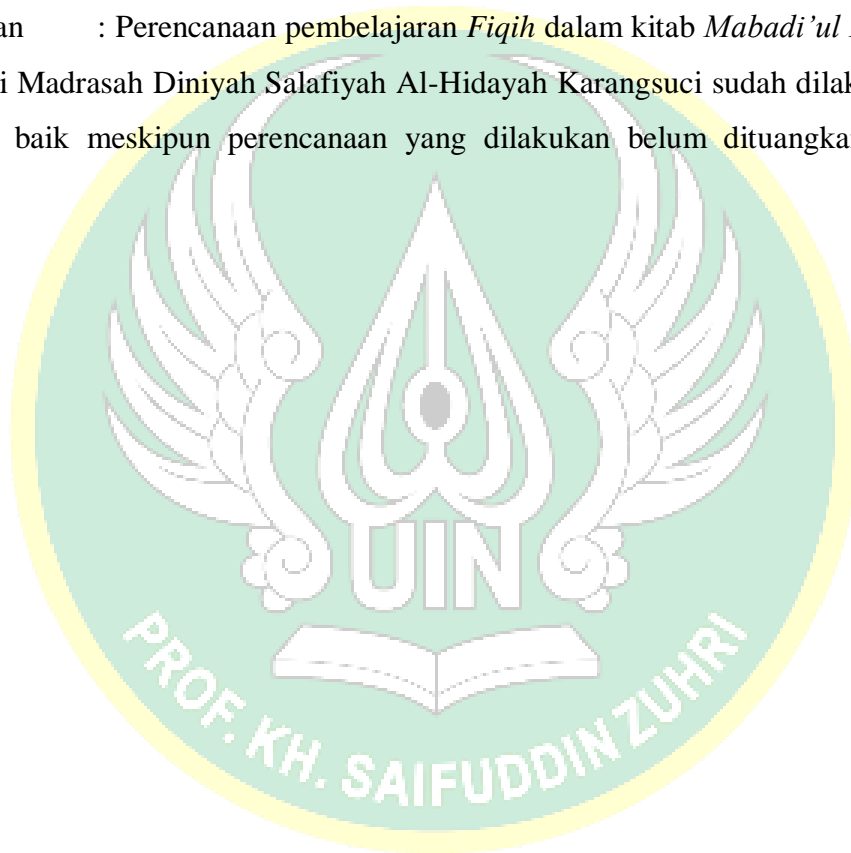 an : Perencanaan pembelajaran Fiqih dalam kitab Mabadi’ul
i Madrasah Diniyah Salafiyah Al-Hidayah Karangsuci sudah dilak
baik meskipun perencanaan yang dilakukan belum dituangka
UIN
PROF. KH. SAIFUDDIN ZUHRI